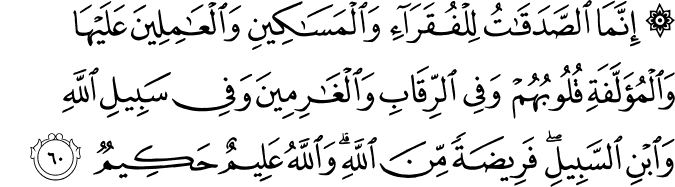 ۞ إِنَّمَا ٱلصَّدَقَـٰتُ لِلْفُقَرَآءِ وَٱلْمَسَـٰكِينِ وَٱلْعَـٰمِلِينَ عَلَيْهَا
وَٱلْمُؤَلَّفَةِ قُلُوبُهُمْ وَفِى ٱلرِّقَابِ وَٱلْغَـٰرِمِينَ وَفِى سَبِيلِ ٱللَّهِ
وَٱبْنِ ٱلسَّبِيلِ ۖ فَرِيضَةً مِّنَ ٱللَّهِ ۗ وَٱللَّهُ عَلِيمٌ حَكِيمٌ ٦٠